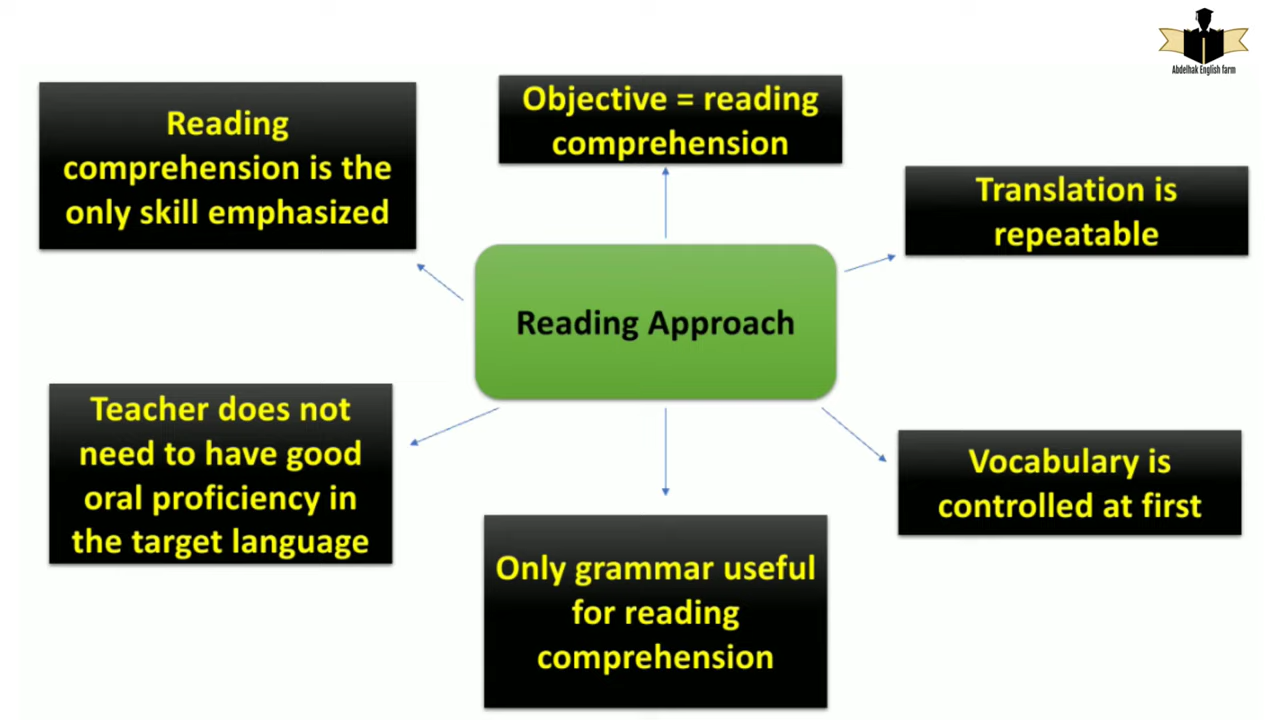 Abdelhak English farm
Objective = reading
comprehension
Reading
comprehension is the
only skill emphasized
Translation is
repeatable
Reading Approach
Teacher does not
need to have good
oral proficiency in
the target language
Vocabulary is
controlled at first
Only grammar useful
for reading
comprehension